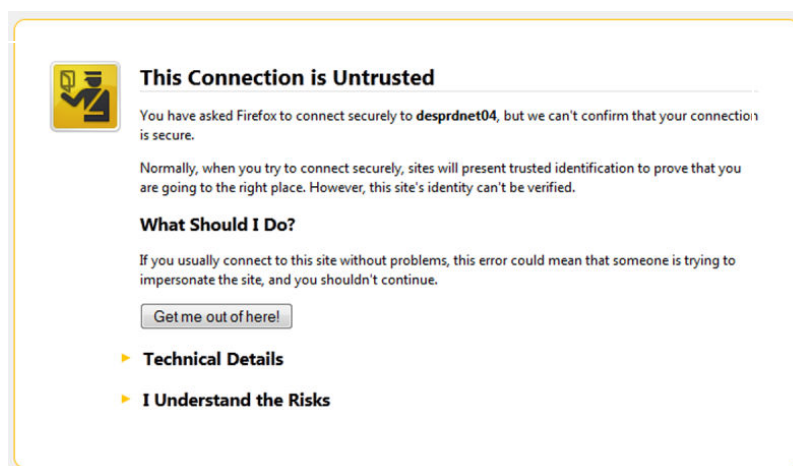 This Connection is Untrusted
You have asked Firefox to connect securely to desprdnet04, but we can't confirm that your connection
is secure.
Normally, when you try to connect securely, sites will present trusted identification to prove that you
are going to the right place. However, this site's identity can't be verified.
What Should I Do?
If you usually connect to this site without problems, this error could mean that someone is trying to
impersonate the site, and you shouldn't continue.
Get me out of here!
Technical Details
I Understand the Risks